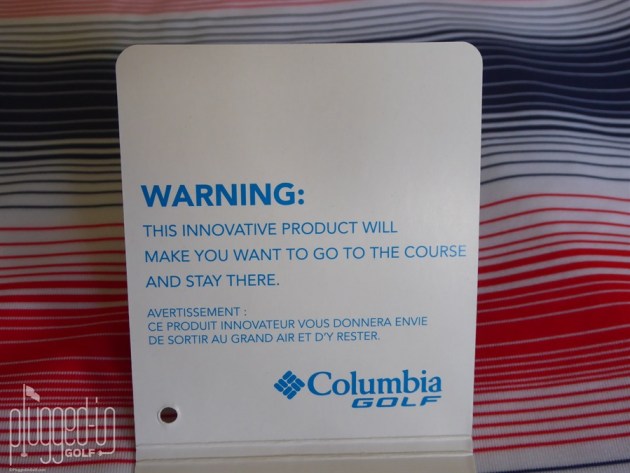 WARNING:
THIS INNOVATIVE PRODUCT WILL
MAKE YOU WANT TO GO TO THE COURSE
AND STAY THERE.
AVERTISSEMENT :
CE PRODUIT INNOVATEUR VOUS DONNERA ENVIE
DE SORTIR AU GRAND AIR ET D'Y RESTER.
Columbia
GOLF
plugged-in
GOLF